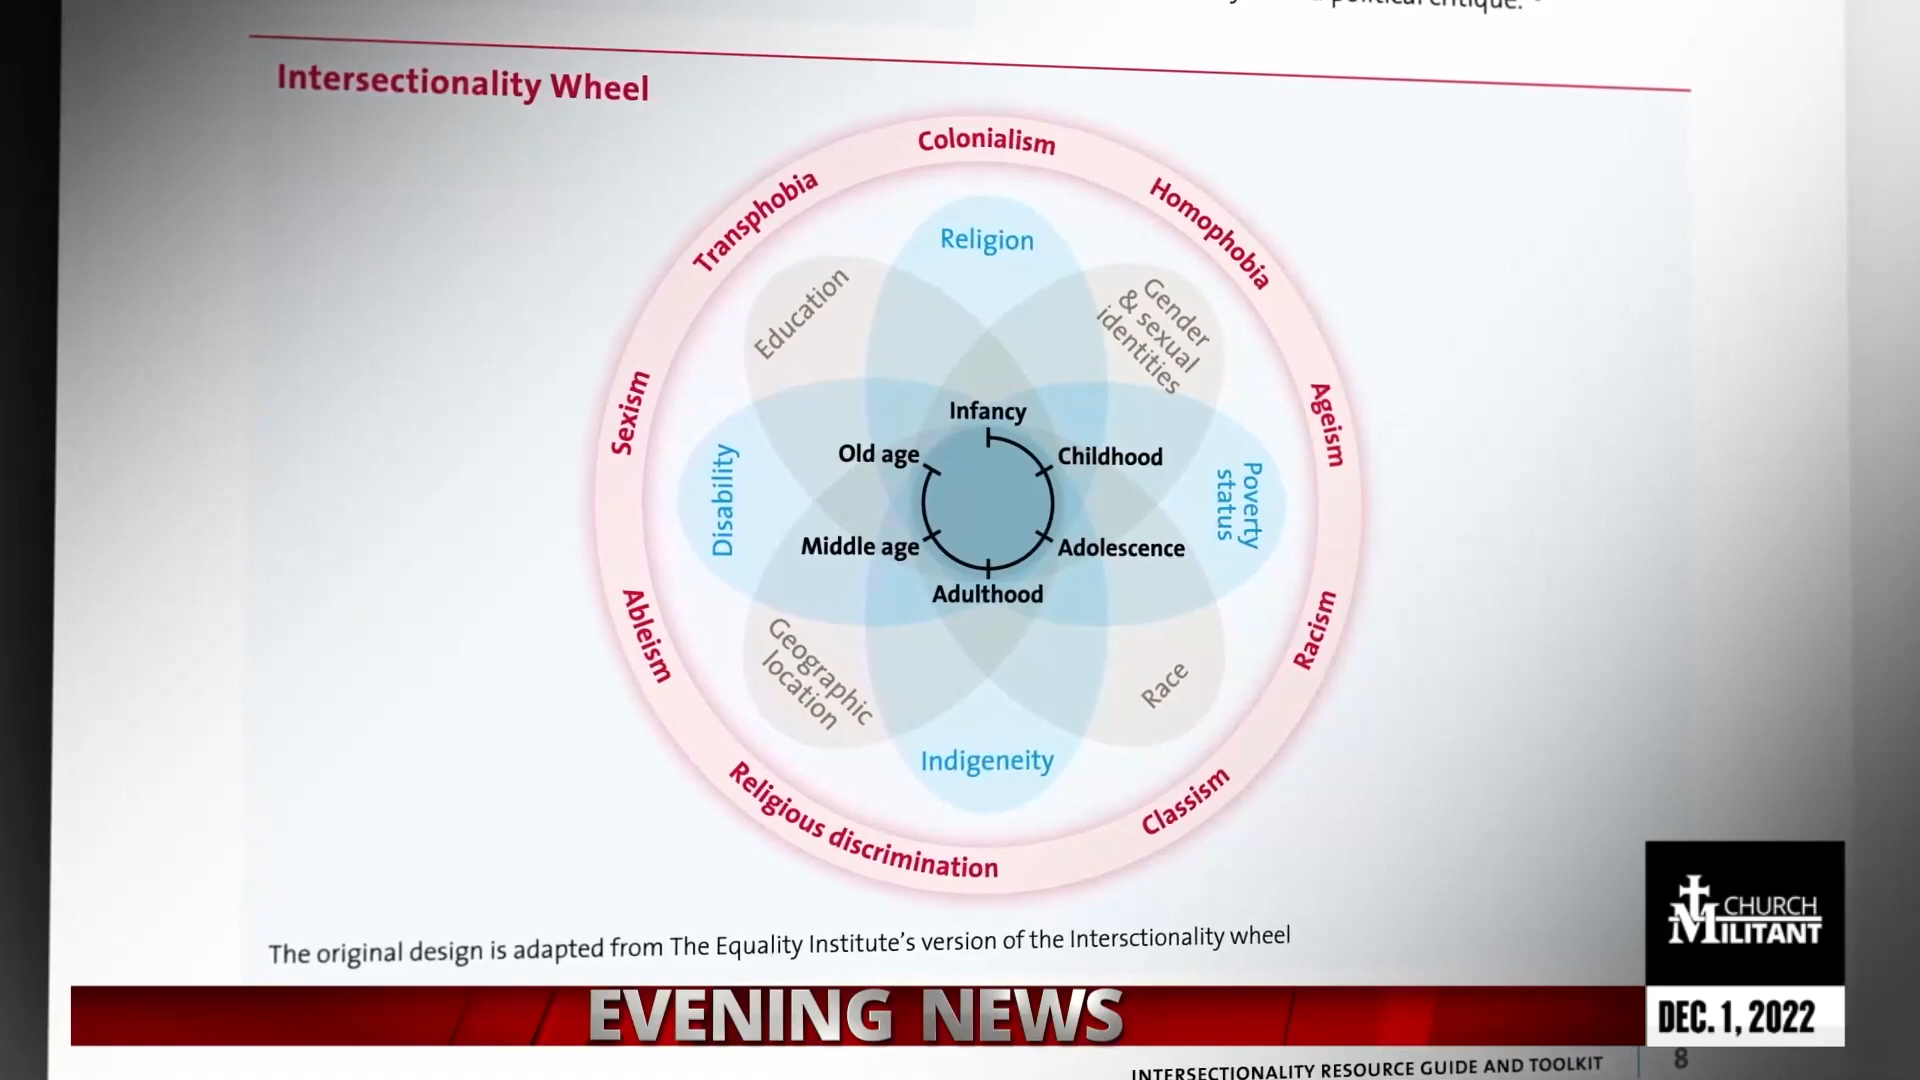 political critique.
Intersectionality Wheel
Colonialism
Transphobia
Homophobia
Religion
Education
Gender
& sexual
identities
Sexism
Ageism
Infancy
Old age
Childhood
Disability
Poverty
status
Middle age
Adolescence
Adulthood
Ableism
Racism
Geographic
location
Race
Indigeneity
Religious discrimination
Classism
The original design is adapted from The Equality Institute’s version of the Intersctionality wheel
CHURCH
MILITANT
EVENING NEWS
DEC. 1, 2022
INTERSECTIONALITY RESOURCE GUIDE AND TOOLKIT
8